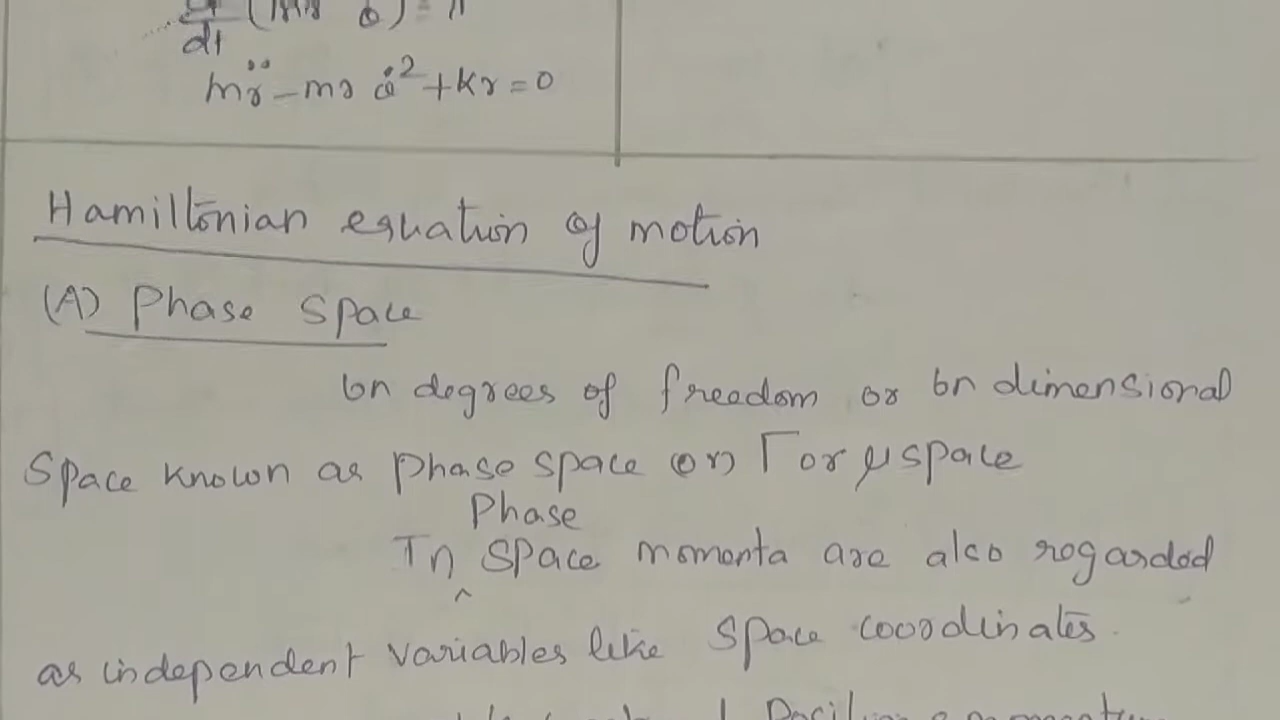 dt
mr̈ - mr θ̇² + kr = 0
Hamiltonian equation of motion
(A) Phase Space
6n degrees of freedom or 6n dimensional
Space known as phase space (or) Γ or μ space
Phase
In ^ Space momenta are also regarded
as independent variables like space coordinates.